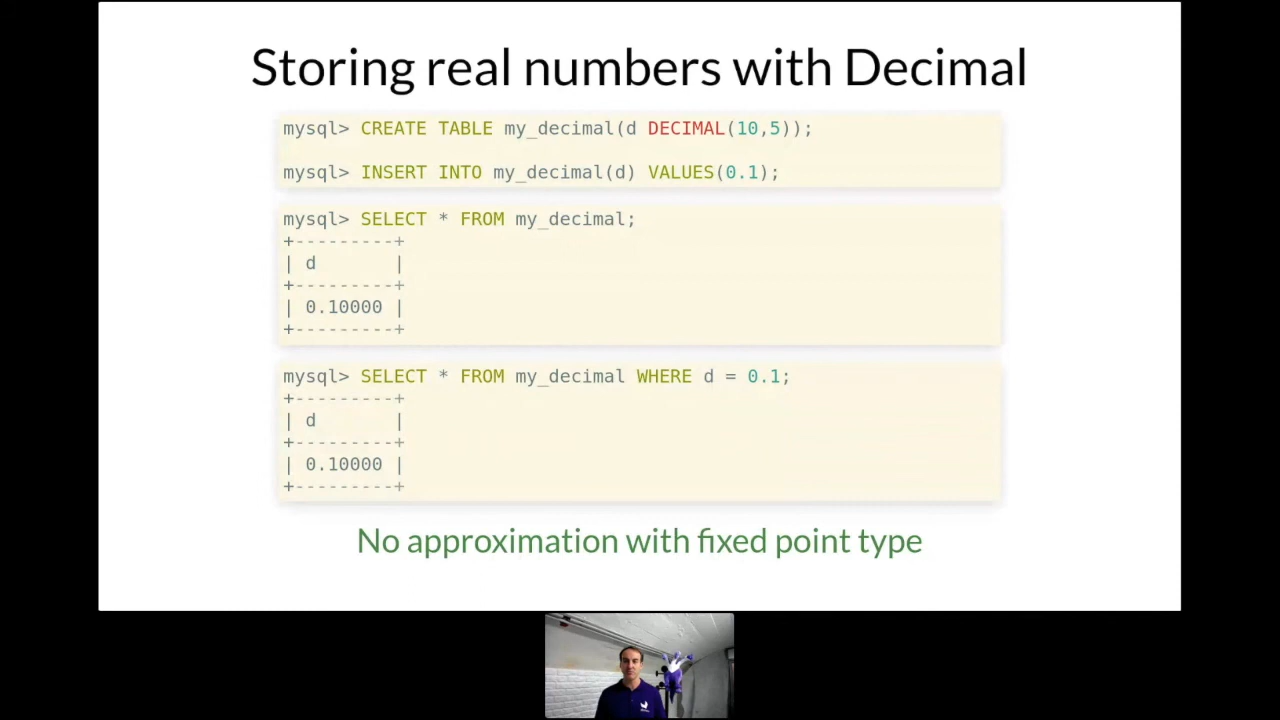 Storing real numbers with Decimal
mysql> CREATE TABLE my_decimal(d DECIMAL(10,5));
mysql> INSERT INTO my_decimal(d) VALUES(0.1);
mysql> SELECT * FROM my_decimal;
+---------+
| d       |
+---------+
| 0.10000 |
+---------+
mysql> SELECT * FROM my_decimal WHERE d = 0.1;
+---------+
| d       |
+---------+
| 0.10000 |
+---------+
No approximation with fixed point type